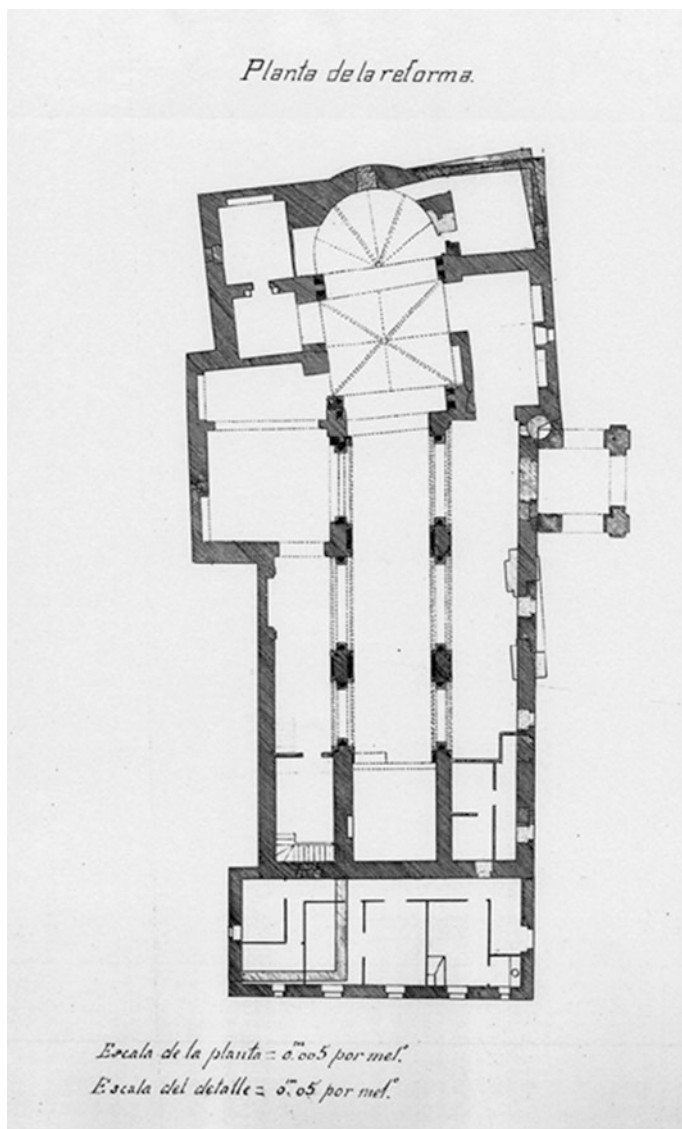 Planta de la reforma.
Escala de la planta = 0,ᵐ005 por met.º
Escala del detalle = 0,ᵐ05 por met.º